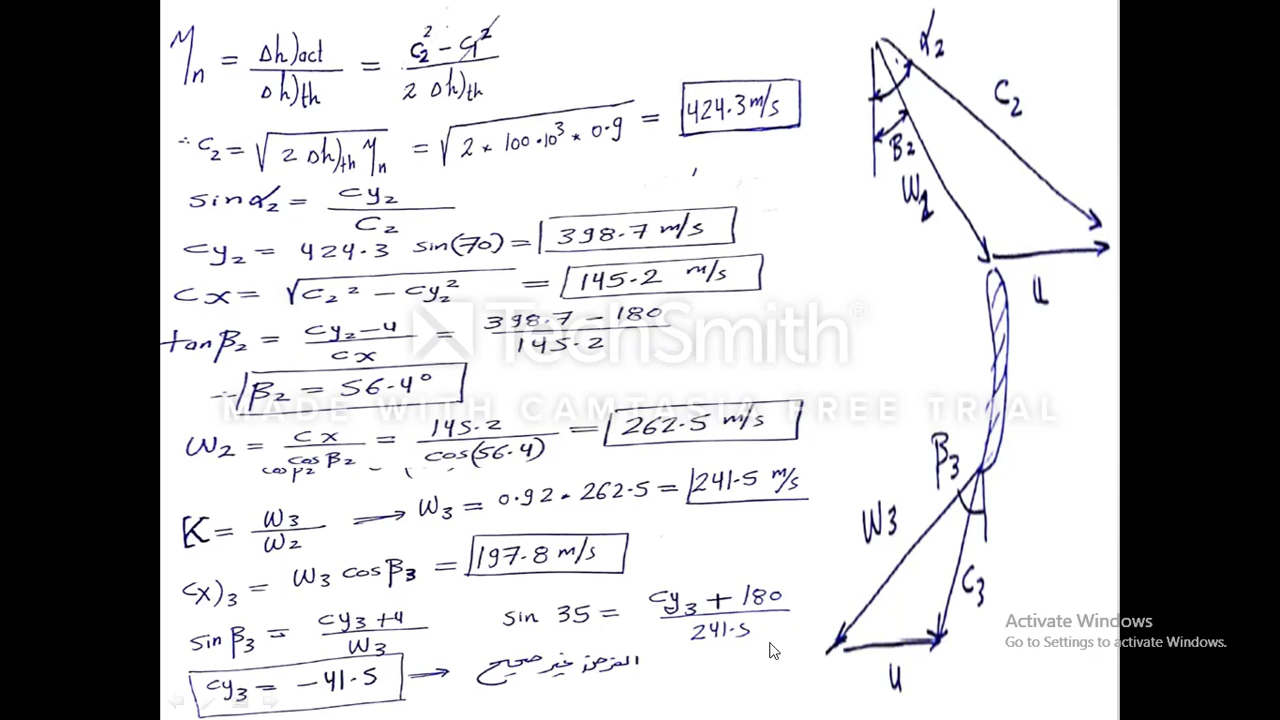 η_n = Δh)act / Δh)th = C₂² - C₁² / 2 Δh)th
∴ C₂ = √(2 Δh)th η_n) = √(2 * 100*10³ * 0.9) = 424.3 m/s
sin α₂ = Cy₂ / C₂
Cy₂ = 424.3 sin(70) = 398.7 m/s
Cx = √(C₂² - Cy₂²) = 145.2 m/s
tan β₂ = Cy₂ - u / Cx = 398.7 - 180 / 145.2
∴ β₂ = 56.4°
W₂ = Cx / cos β₂ = 145.2 / cos(56.4) = 262.5 m/s
cos β₂
K = W₃ / W₂ → W₃ = 0.92 * 262.5 = 241.5 m/s
Cx)₃ = W₃ cos β₃ = 197.8 m/s
sin β₃ = Cy₃ + u / W₃ sin 35 = Cy₃ + 180 / 241.5
Cy₃ = -41.5 → الفرض غير صحيح
α₂
C₂
β₂
W₂
u
β₃
W₃
C₃
u
TechSmith
MADE WITH CAMTASIA FREE TRIAL
Activate Windows
Go to Settings to activate Windows.